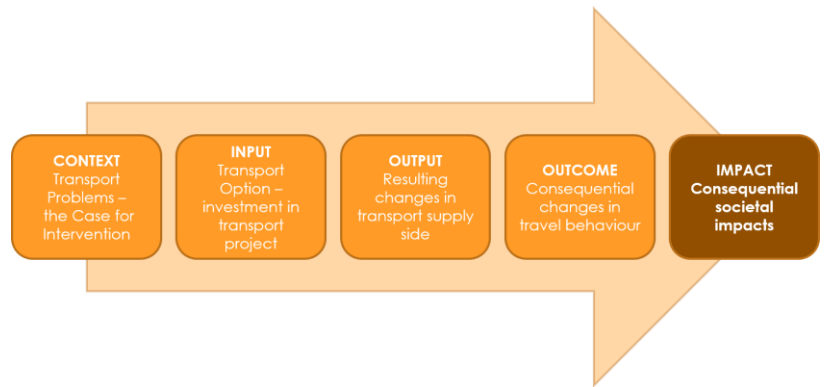 CONTEXT
Transport
Problems –
the Case for
Intervention
INPUT
Transport
Option –
investment in
transport
project
OUTPUT
Resulting
changes in
transport supply
side
OUTCOME
Consequential
changes in
travel behaviour
IMPACT
Consequential
societal
impacts